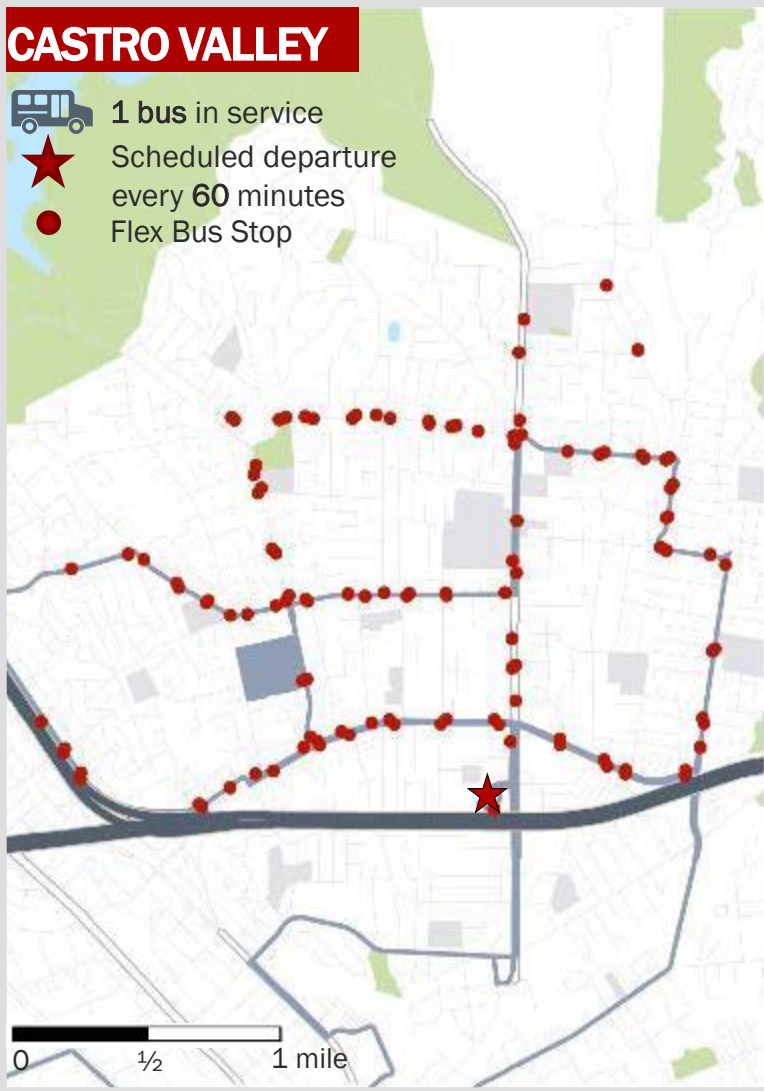 CASTRO VALLEY
1 bus in service
Scheduled departure
every 60 minutes
Flex Bus Stop
0 ½ 1 mile